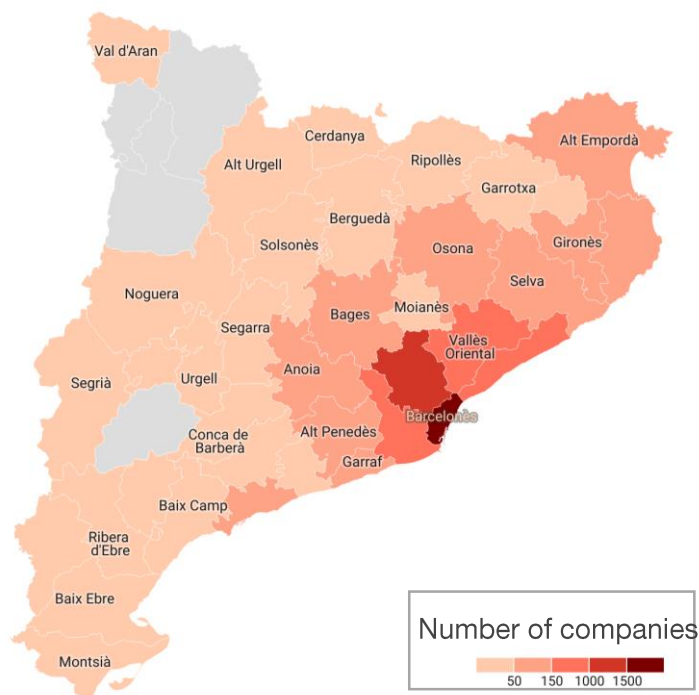 Val d'Aran
Cerdanya
Alt Empordà
Ripollès
Alt Urgell
Garrotxa
Berguedà
Solsonès
Osona
Gironès
Selva
Noguera
Moianès
Bages
Segarra
Vallès
Oriental
Anoia
Urgell
Segrià
Barcelonès
Alt Penedès
Conca de
Barberà
Garraf
Baix Camp
Ribera
d'Ebre
Baix Ebre
Montsià
Number of companies
50 150 1000 1500